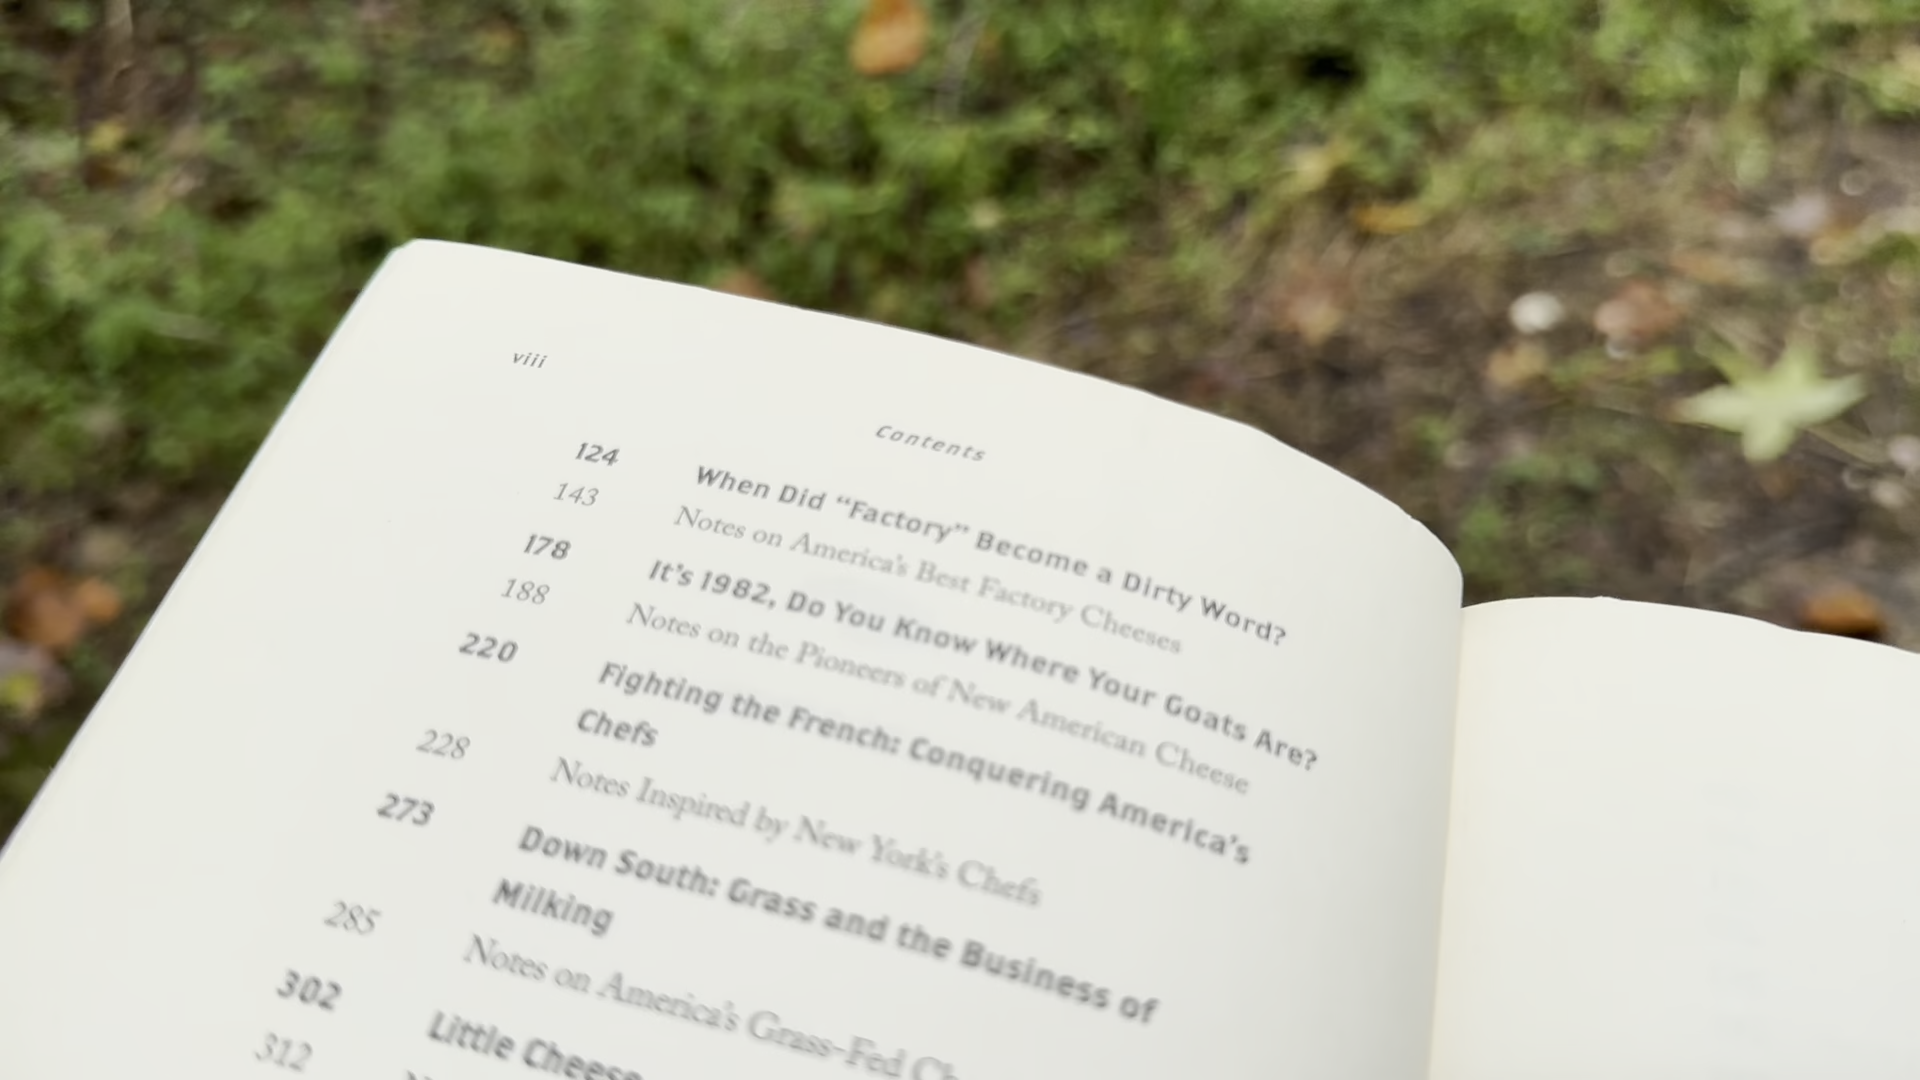 viii
Contents
124 When Did “Factory” Become a Dirty Word?
143 Notes on America’s Best Factory Cheeses
178 It’s 1982, Do You Know Where Your Goats Are?
188 Notes on the Pioneers of New American Cheese
220 Fighting the French: Conquering America’s
Chefs
228 Notes Inspired by New York’s Chefs
273 Down South: Grass and the Business of
Milking
285 Notes on America’s Grass-Fed
302 Little Cheese
312